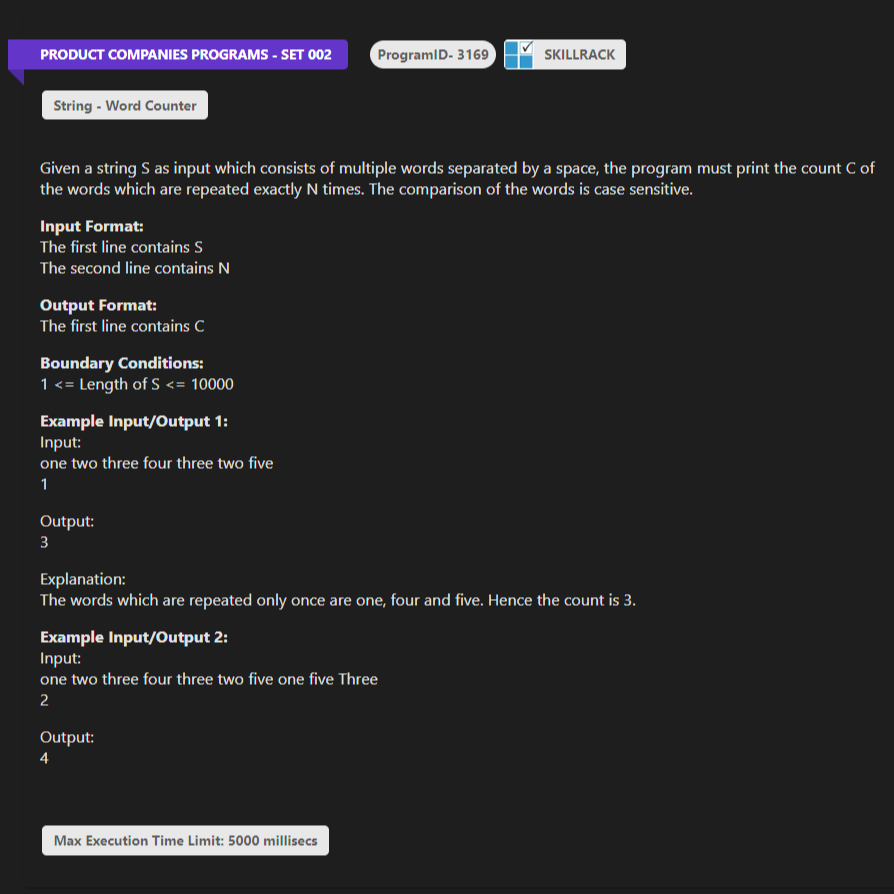 PRODUCT COMPANIES PROGRAMS - SET 002
ProgramID- 3169
SKILLRACK
String - Word Counter
Given a string S as input which consists of multiple words separated by a space, the program must print the count C of
the words which are repeated exactly N times. The comparison of the words is case sensitive.
Input Format:
The first line contains S
The second line contains N
Output Format:
The first line contains C
Boundary Conditions:
1 <= Length of S <= 10000
Example Input/Output 1:
Input:
one two three four three two five
1
Output:
3
Explanation:
The words which are repeated only once are one, four and five. Hence the count is 3.
Example Input/Output 2:
Input:
one two three four three two five one five Three
2
Output:
4
Max Execution Time Limit: 5000 millisecs